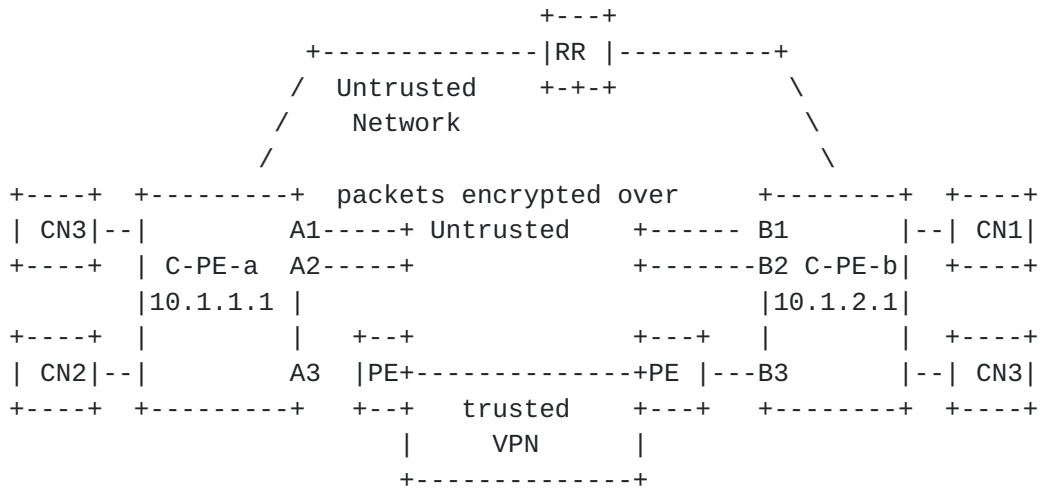 +---+
                    +--------------|RR |----------+
                   /  Untrusted    +-+-+           \
                  /    Network                      \
                 /                                   \
+----+  +---------+  packets encrypted over     +--------+  +----+
| CN3|--|         A1-----+ Untrusted    +------ B1       |--| CN1|
+----+  | C-PE-a  A2-----+              +-------B2 C-PE-b|  +----+
        |10.1.1.1 |                             |10.1.2.1|
+----+  |         |   +--+              +---+   |        |  +----+
| CN2|--|         A3  |PE+--------------+PE |---B3       |--| CN3|
+----+  +---------+   +--+   trusted    +---+   +--------+  +----+
                         |     VPN      |
                         +--------------+